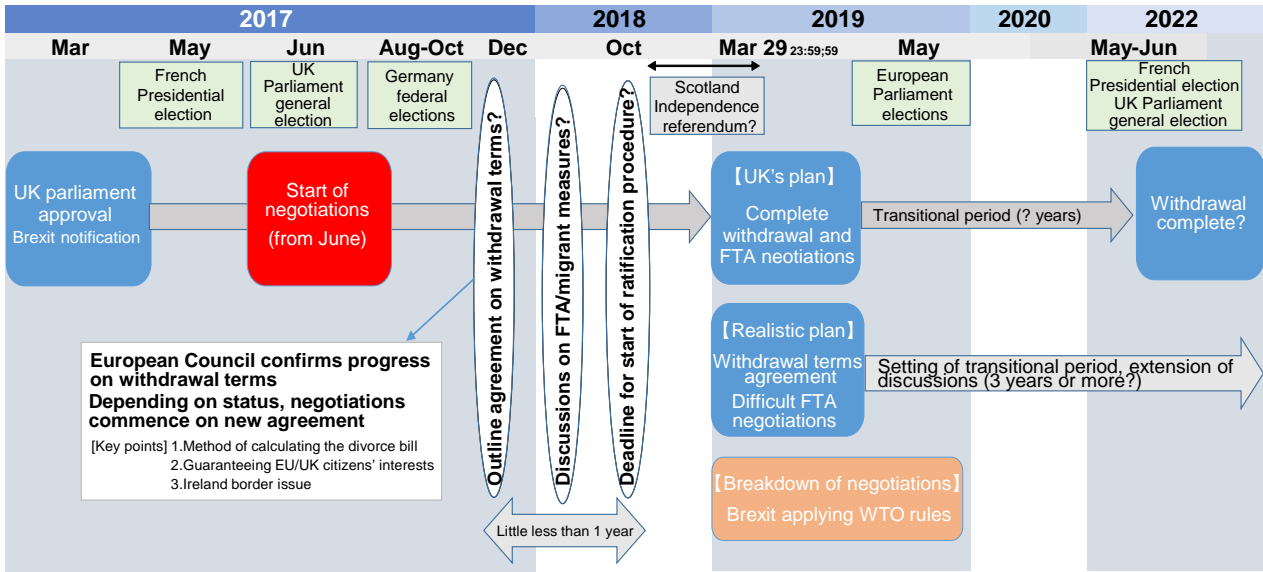 2017
2018
2019
2020
2022
Mar
May
Jun
Aug-Oct
Dec
Oct
Mar 29 23:59;59
May
May-Jun
French
Presidential
election
UK
Parliament
general
election
Germany
federal
elections
Scotland
Independence
referendum?
European
Parliament
elections
French
Presidential election
UK Parliament
general election
UK parliament
approval
Brexit notification
Start of
negotiations
(from June)
Outline agreement on withdrawal terms?
Discussions on FTA/migrant measures?
Deadline for start of ratification procedure?
【UK's plan】
Complete
withdrawal and
FTA neotiations
Transitional period (? years)
Withdrawal
complete?
European Council confirms progress
on withdrawal terms
Depending on status, negotiations
commence on new agreement
[Key points] 1.Method of calculating the divorce bill
2.Guaranteeing EU/UK citizens' interests
3.Ireland border issue
【Realistic plan】
Withdrawal terms
agreement
Difficult FTA
negotiations
Setting of transitional period, extension of
discussions (3 years or more?)
【Breakdown of negotiations】
Brexit applying WTO rules
Little less than 1 year